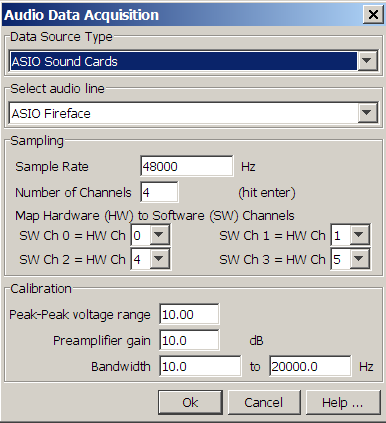 Audio Data Acquisition
Data Source Type
ASIO Sound Cards
Select audio line
ASIO Fireface
Sampling
Sample Rate 48000 Hz
Number of Channels 4 (hit enter)
Map Hardware (HW) to Software (SW) Channels
SW Ch 0 = HW Ch 0 SW Ch 1 = HW Ch 1
SW Ch 2 = HW Ch 4 SW Ch 3 = HW Ch 5
Calibration
Peak-Peak voltage range 10.00
Preamplifier gain 10.0 dB
Bandwidth 10.0 to 20000.0 Hz
Ok Cancel Help ...